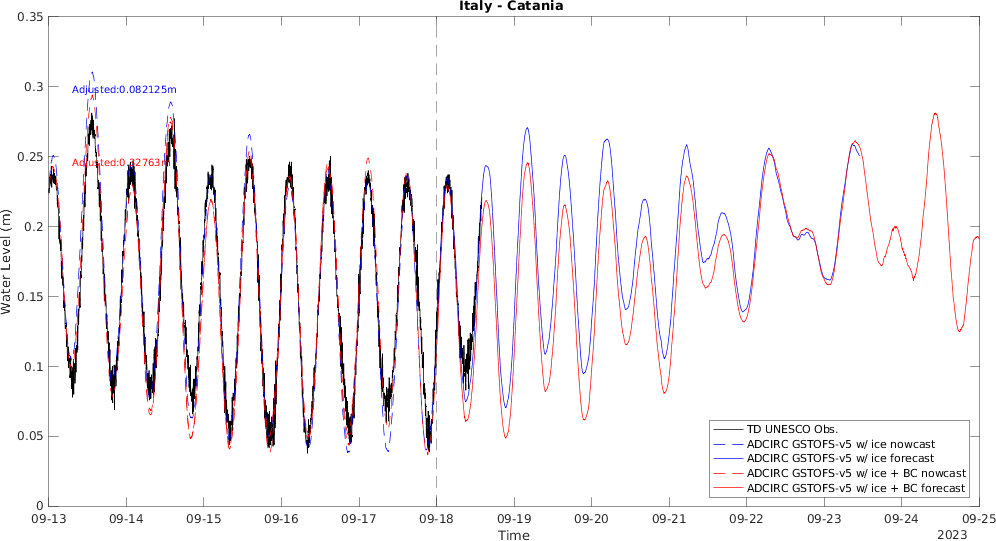 Italy - Catania
0.35
0.3
0.25
0.2
0.15
0.1
0.05
0
Water Level (m)
Adjusted:0.082125m
Adjusted:0.32763m
TD UNESCO Obs.
ADCIRC GSTOFS-v5 w/ ice nowcast
ADCIRC GSTOFS-v5 w/ ice forecast
ADCIRC GSTOFS-v5 w/ ice + BC nowcast
ADCIRC GSTOFS-v5 w/ ice + BC forecast
09-13 09-14 09-15 09-16 09-17 09-18 09-19 09-20 09-21 09-22 09-23 09-24 09-25
Time
2023